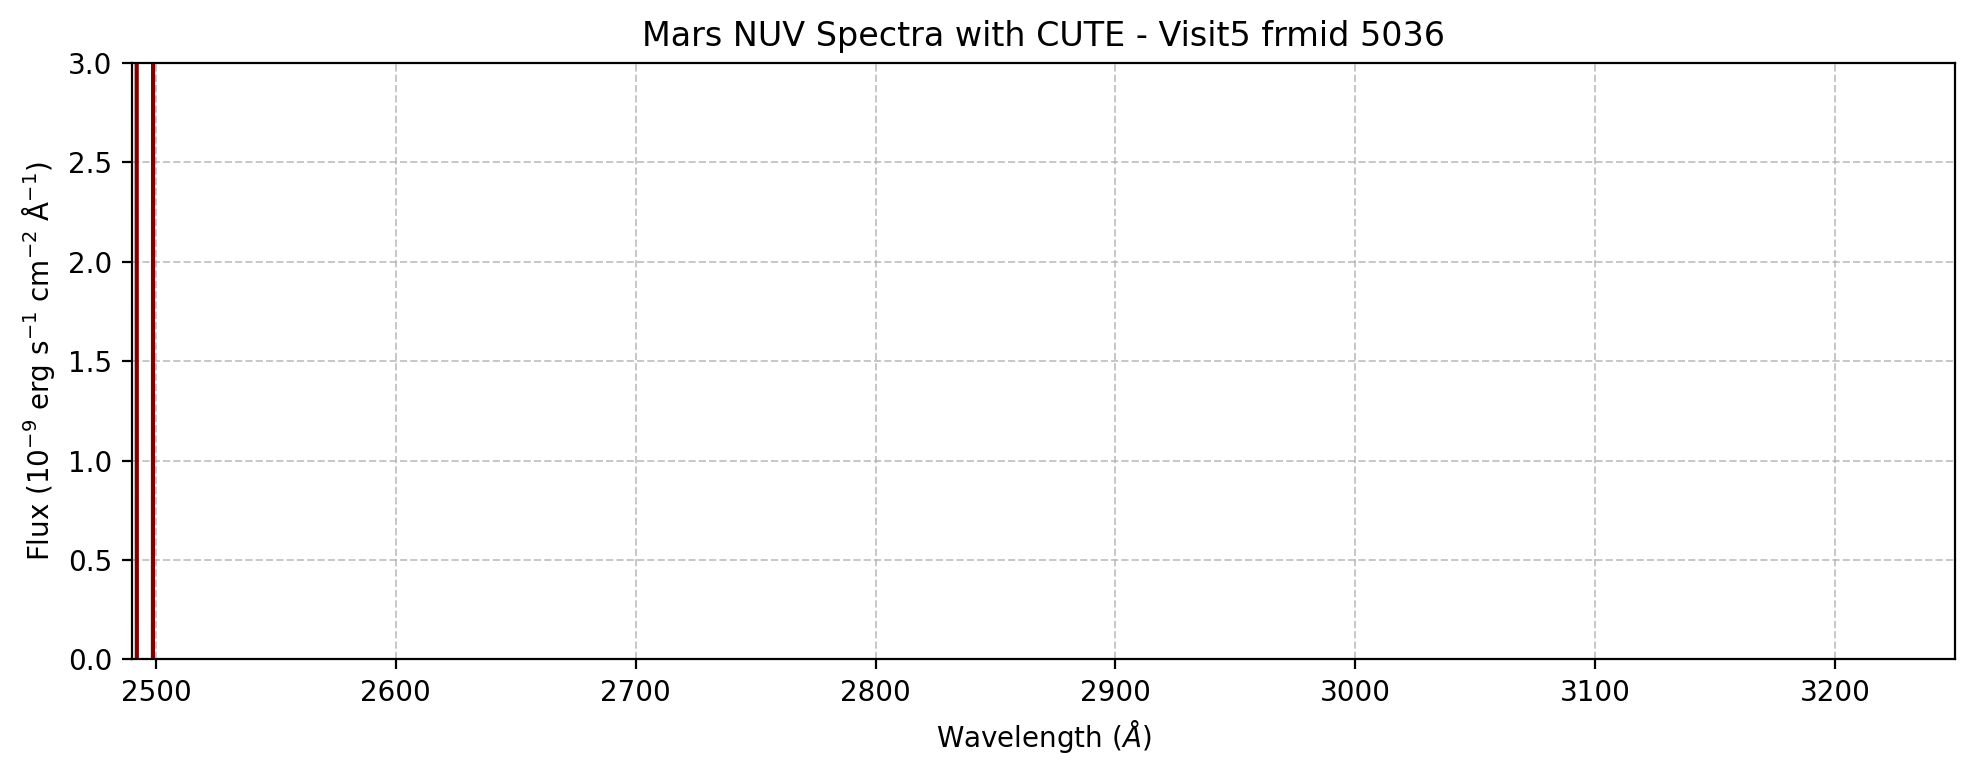 Mars NUV Spectra with CUTE - Visit5 frmid 5036
Flux (10⁻⁹ erg s⁻¹ cm⁻² Å⁻¹)
3.0
2.5
2.0
1.5
1.0
0.5
0.0
2500 2600 2700 2800 2900 3000 3100 3200
Wavelength (Å)